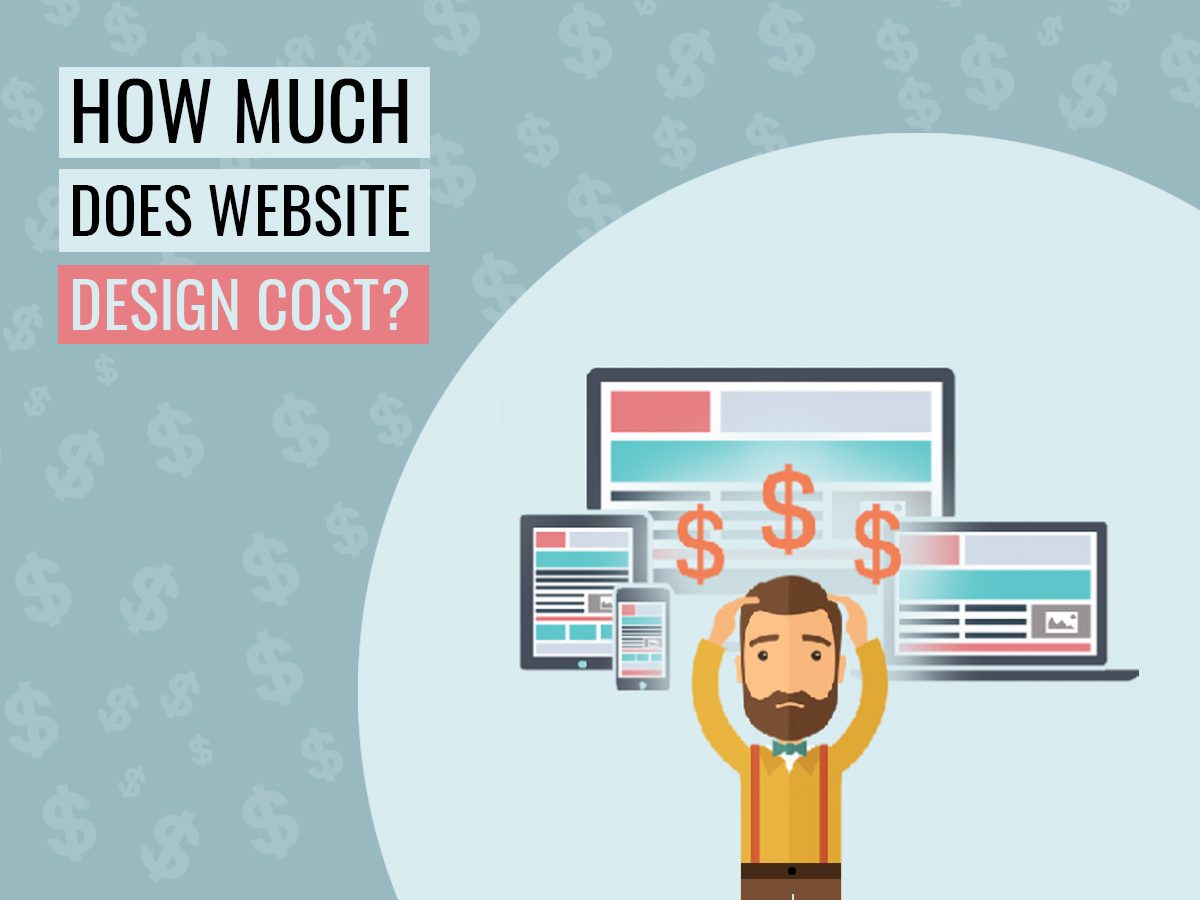 HOW MUCH
DOES WEBSITE
DESIGN COST?
$
$
$